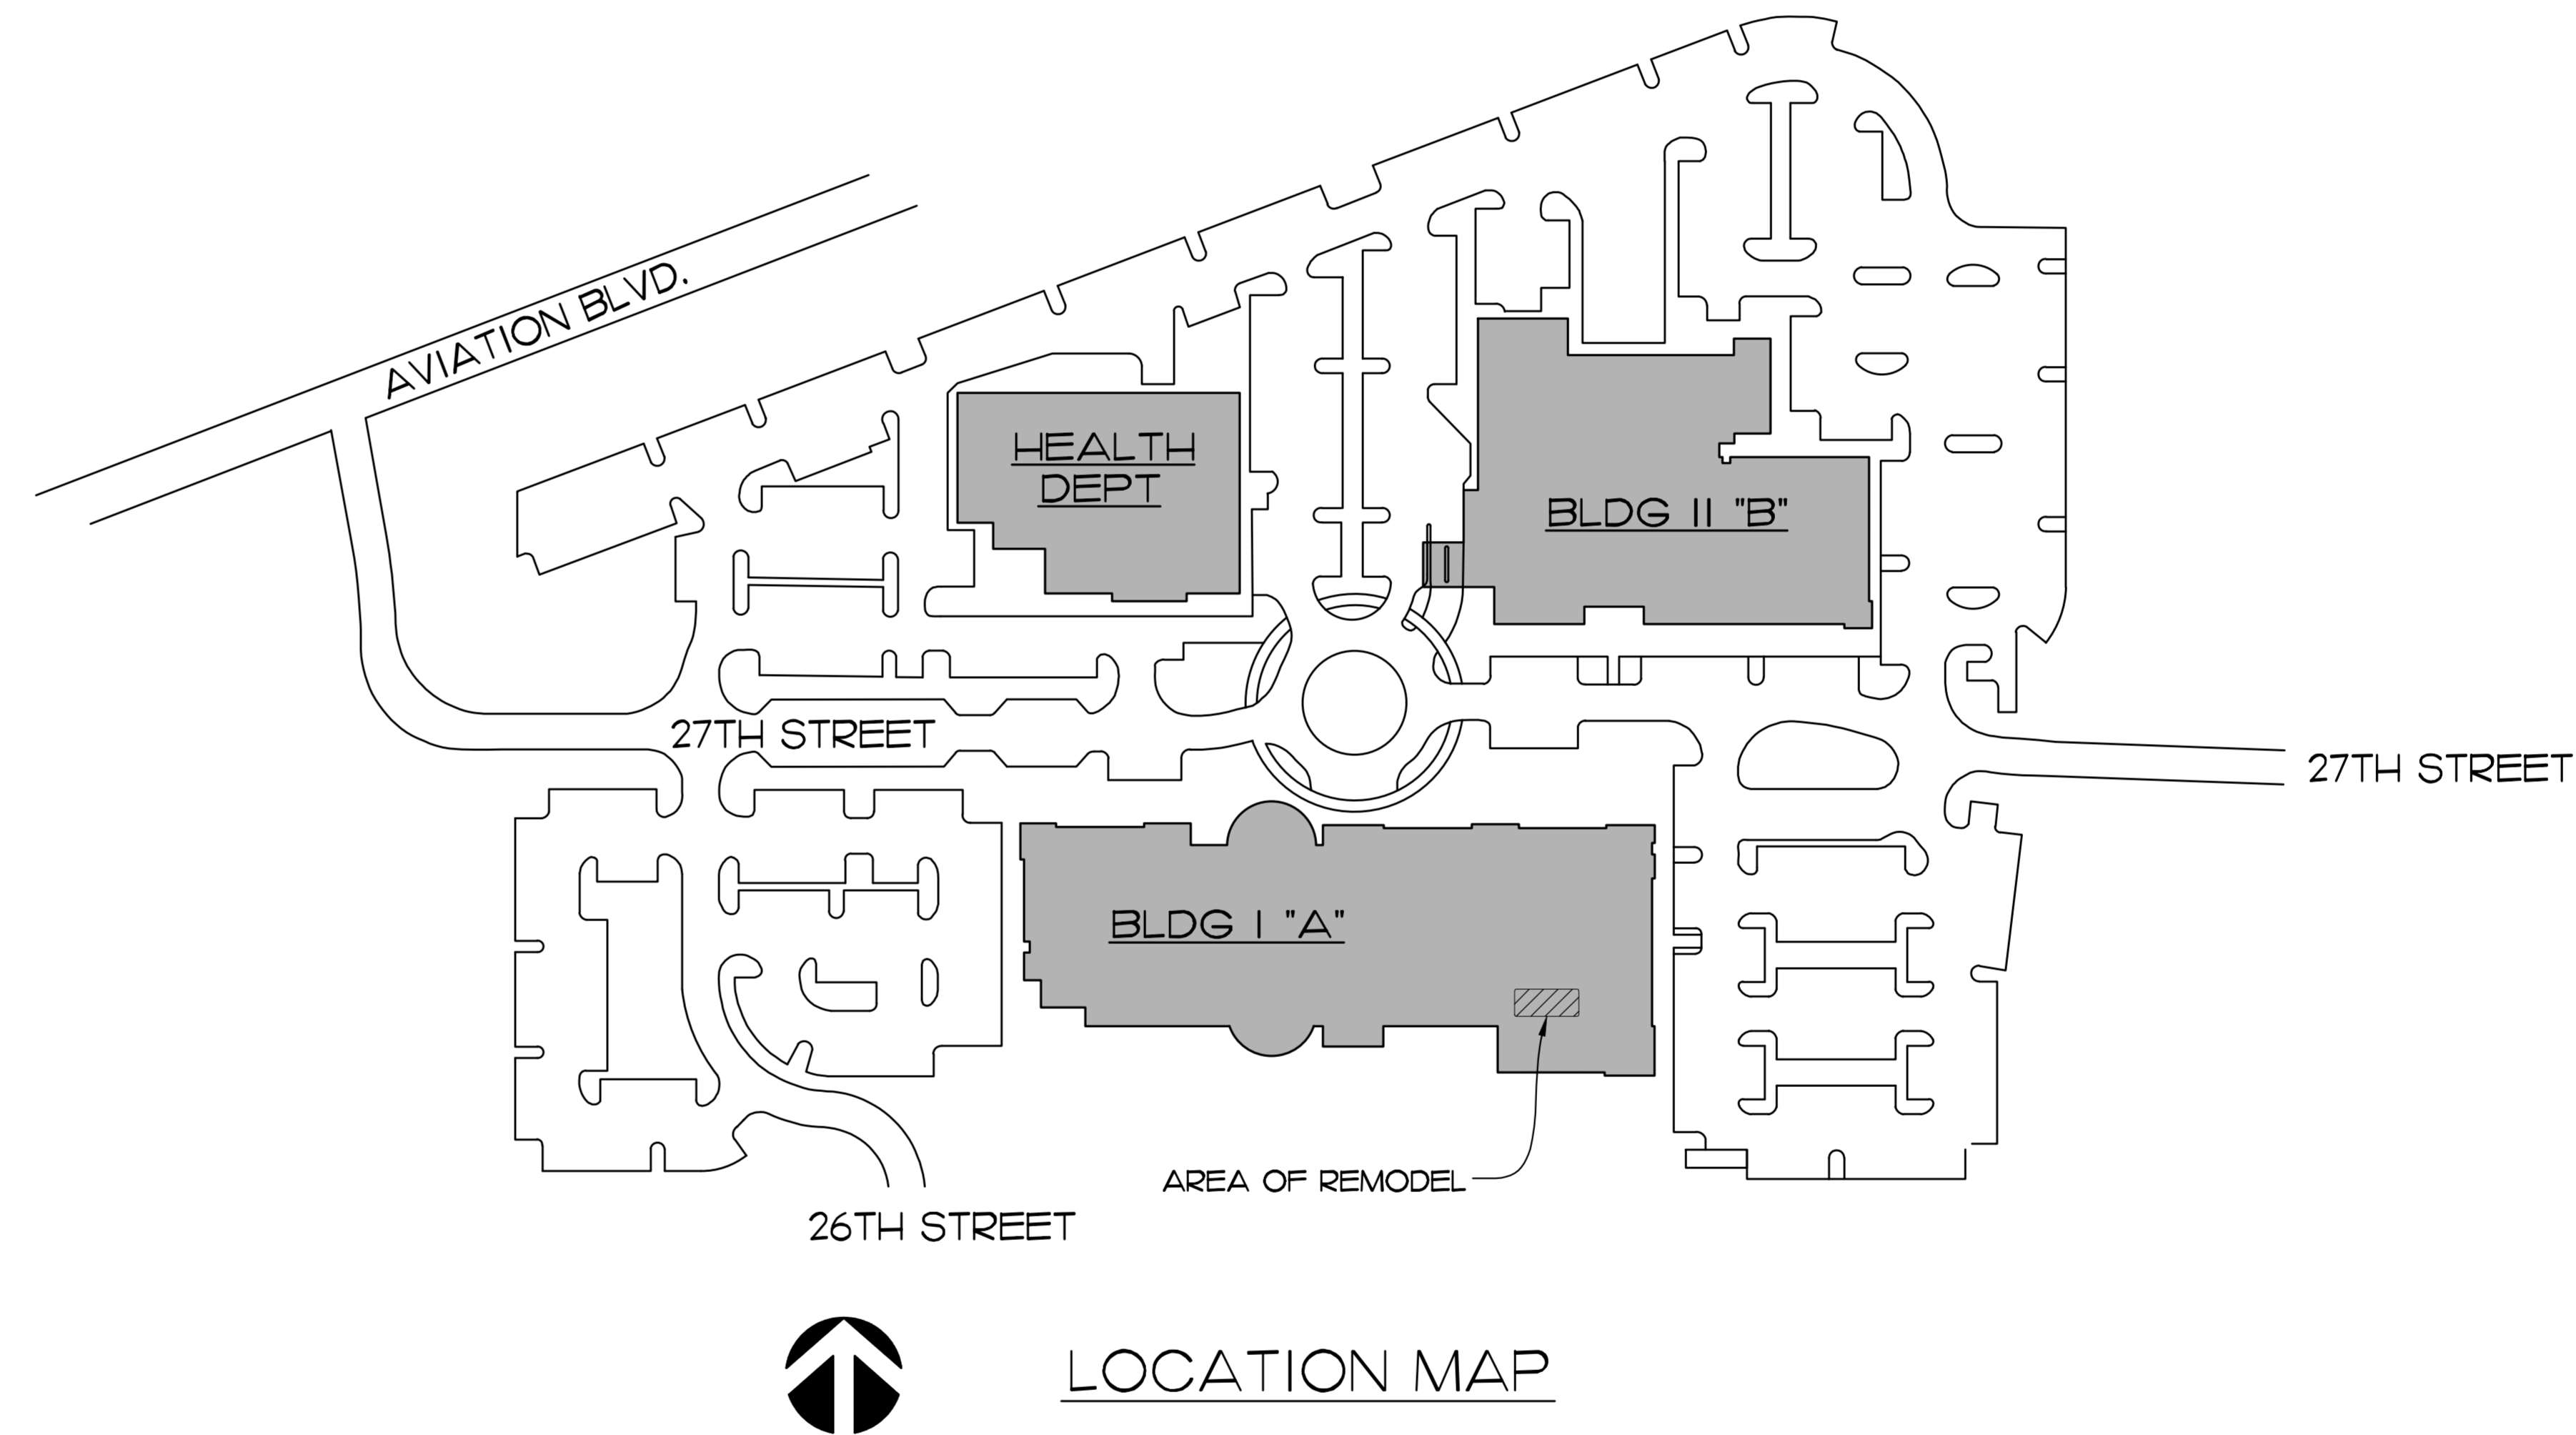 AVIATION BLVD.
HEALTH
DEPT
BLDG II "B"
27TH STREET
27TH STREET
BLDG I "A"
AREA OF REMODEL
26TH STREET
LOCATION MAP